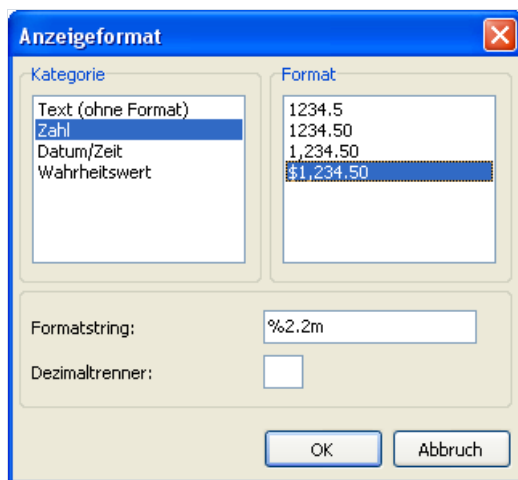 Anzeigeformat
Kategorie
Text (ohne Format)
Zahl
Datum/Zeit
Wahrheitswert
Format
1234.5
1234.50
1,234.50
$1,234.50
Formatstring:
%2.2m
Dezimaltrenner:
OK
Abbruch